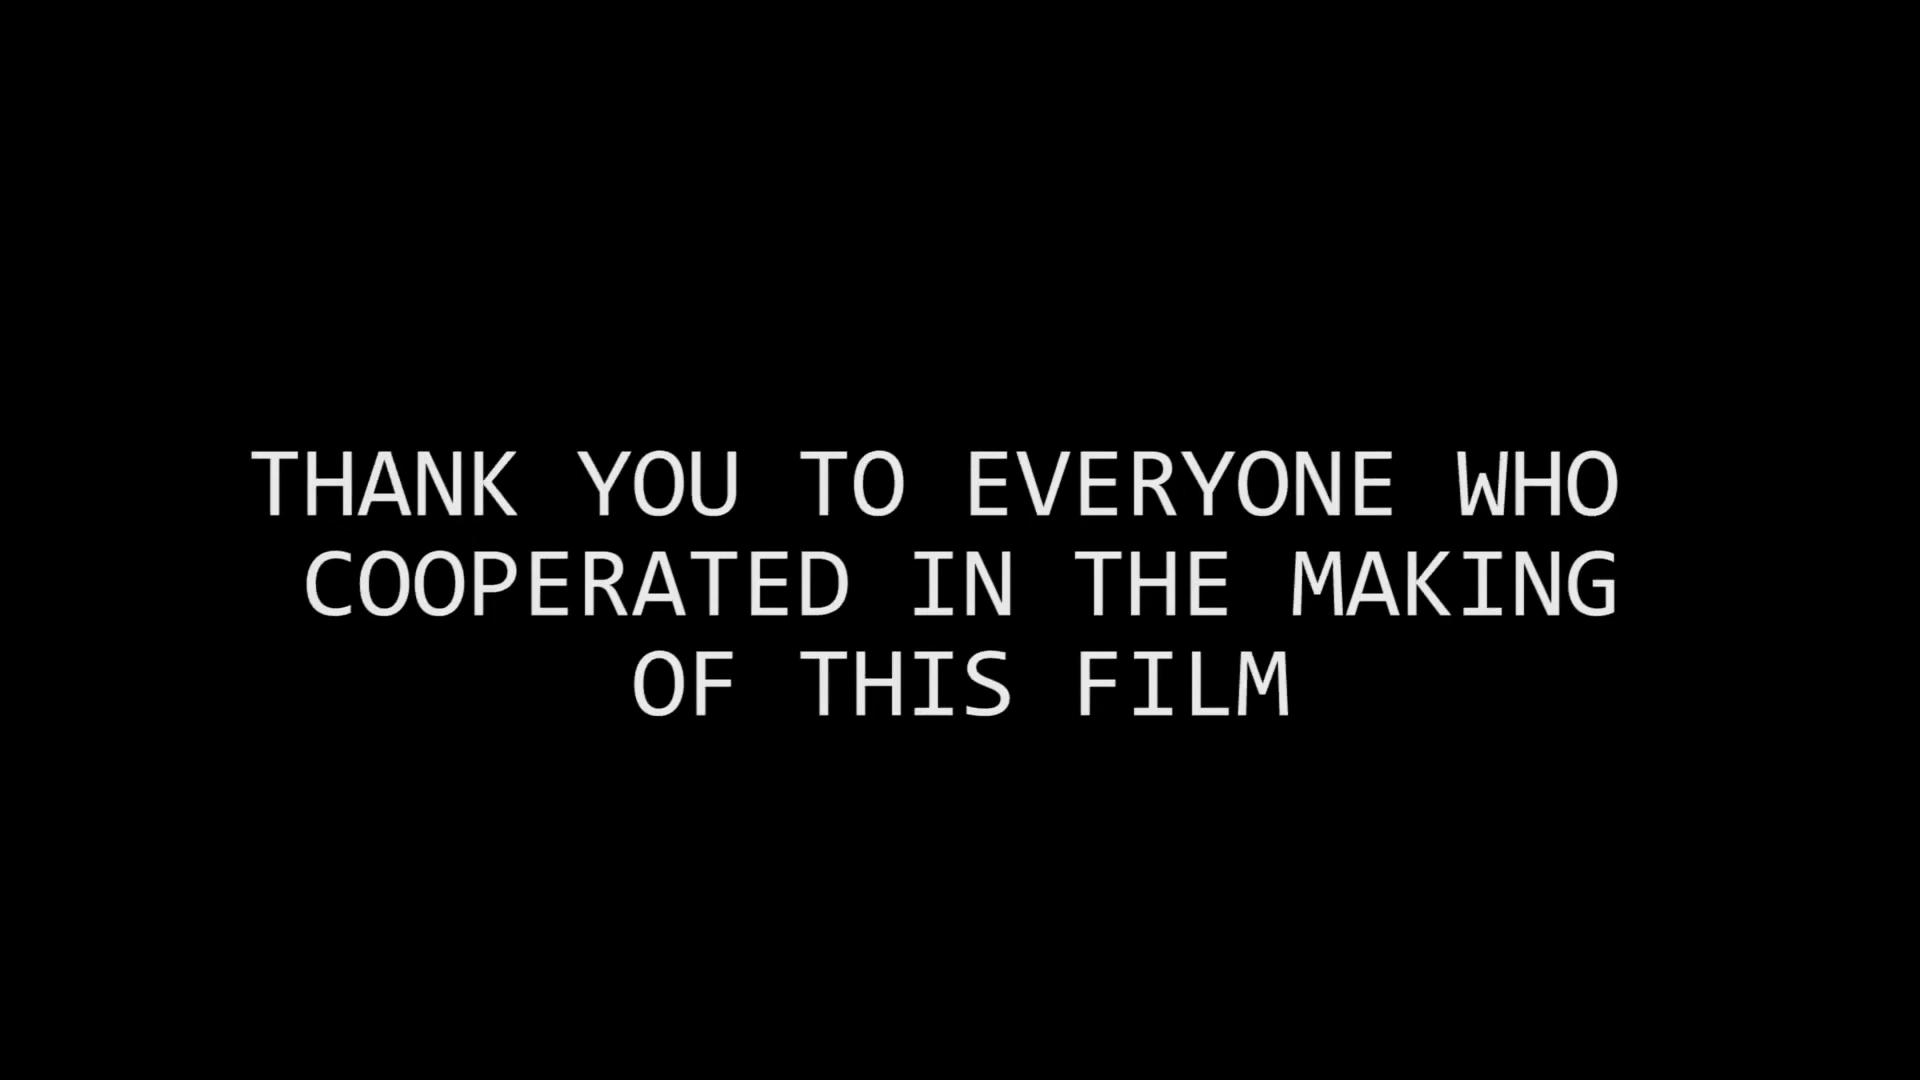 THANK YOU TO EVERYONE WHO
COOPERATED IN THE MAKING
OF THIS FILM